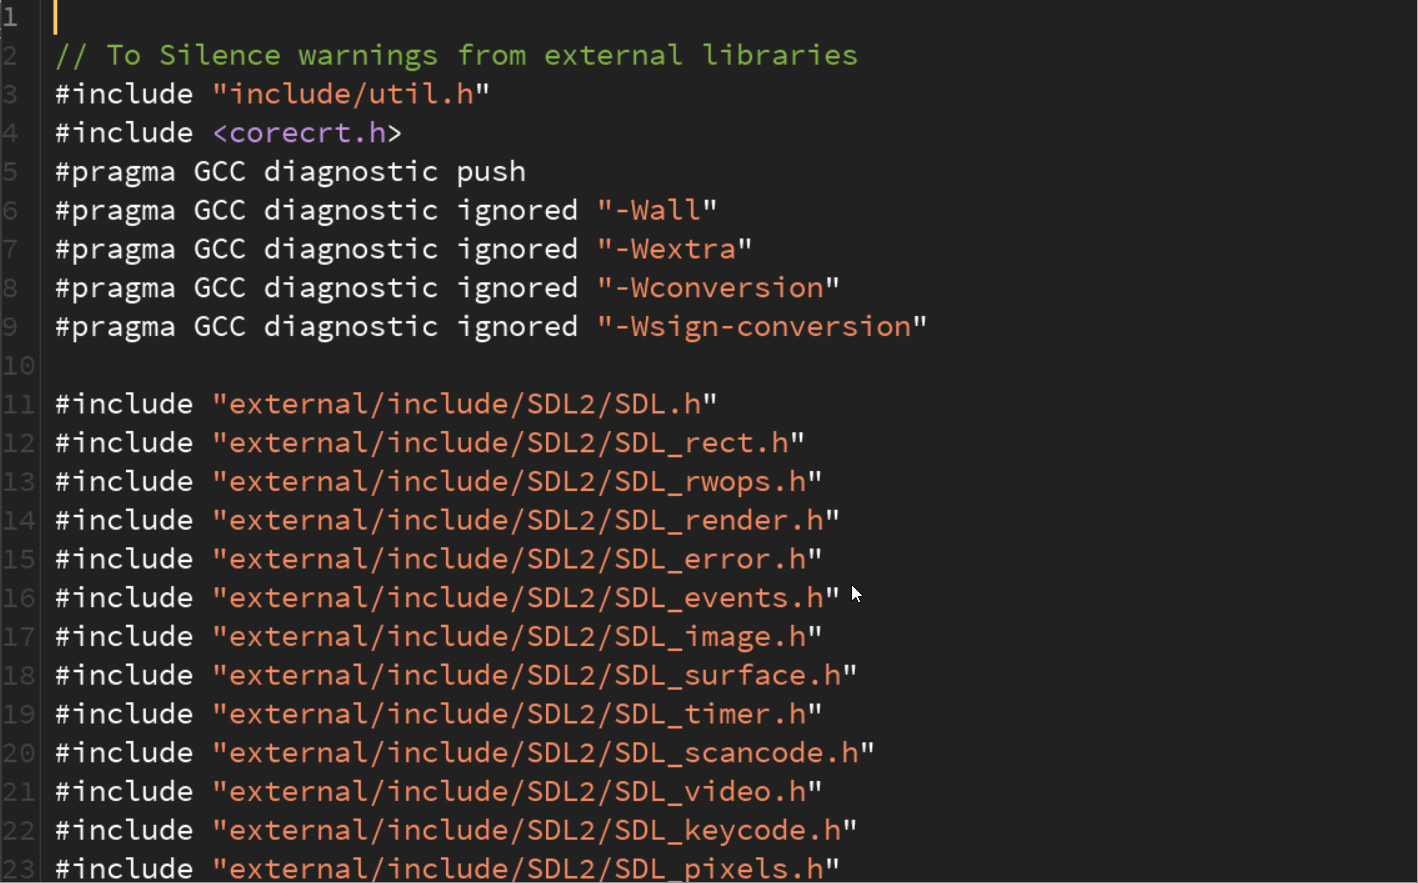 1
2 // To Silence warnings from external libraries
3 #include "include/util.h"
4 #include <corecrt.h>
5 #pragma GCC diagnostic push
6 #pragma GCC diagnostic ignored "-Wall"
7 #pragma GCC diagnostic ignored "-Wextra"
8 #pragma GCC diagnostic ignored "-Wconversion"
9 #pragma GCC diagnostic ignored "-Wsign-conversion"
10
11 #include "external/include/SDL2/SDL.h"
12 #include "external/include/SDL2/SDL_rect.h"
13 #include "external/include/SDL2/SDL_rwops.h"
14 #include "external/include/SDL2/SDL_render.h"
15 #include "external/include/SDL2/SDL_error.h"
16 #include "external/include/SDL2/SDL_events.h"
17 #include "external/include/SDL2/SDL_image.h"
18 #include "external/include/SDL2/SDL_surface.h"
19 #include "external/include/SDL2/SDL_timer.h"
20 #include "external/include/SDL2/SDL_scancode.h"
21 #include "external/include/SDL2/SDL_video.h"
22 #include "external/include/SDL2/SDL_keycode.h"
23 #include "external/include/SDL2/SDL_pixels.h"